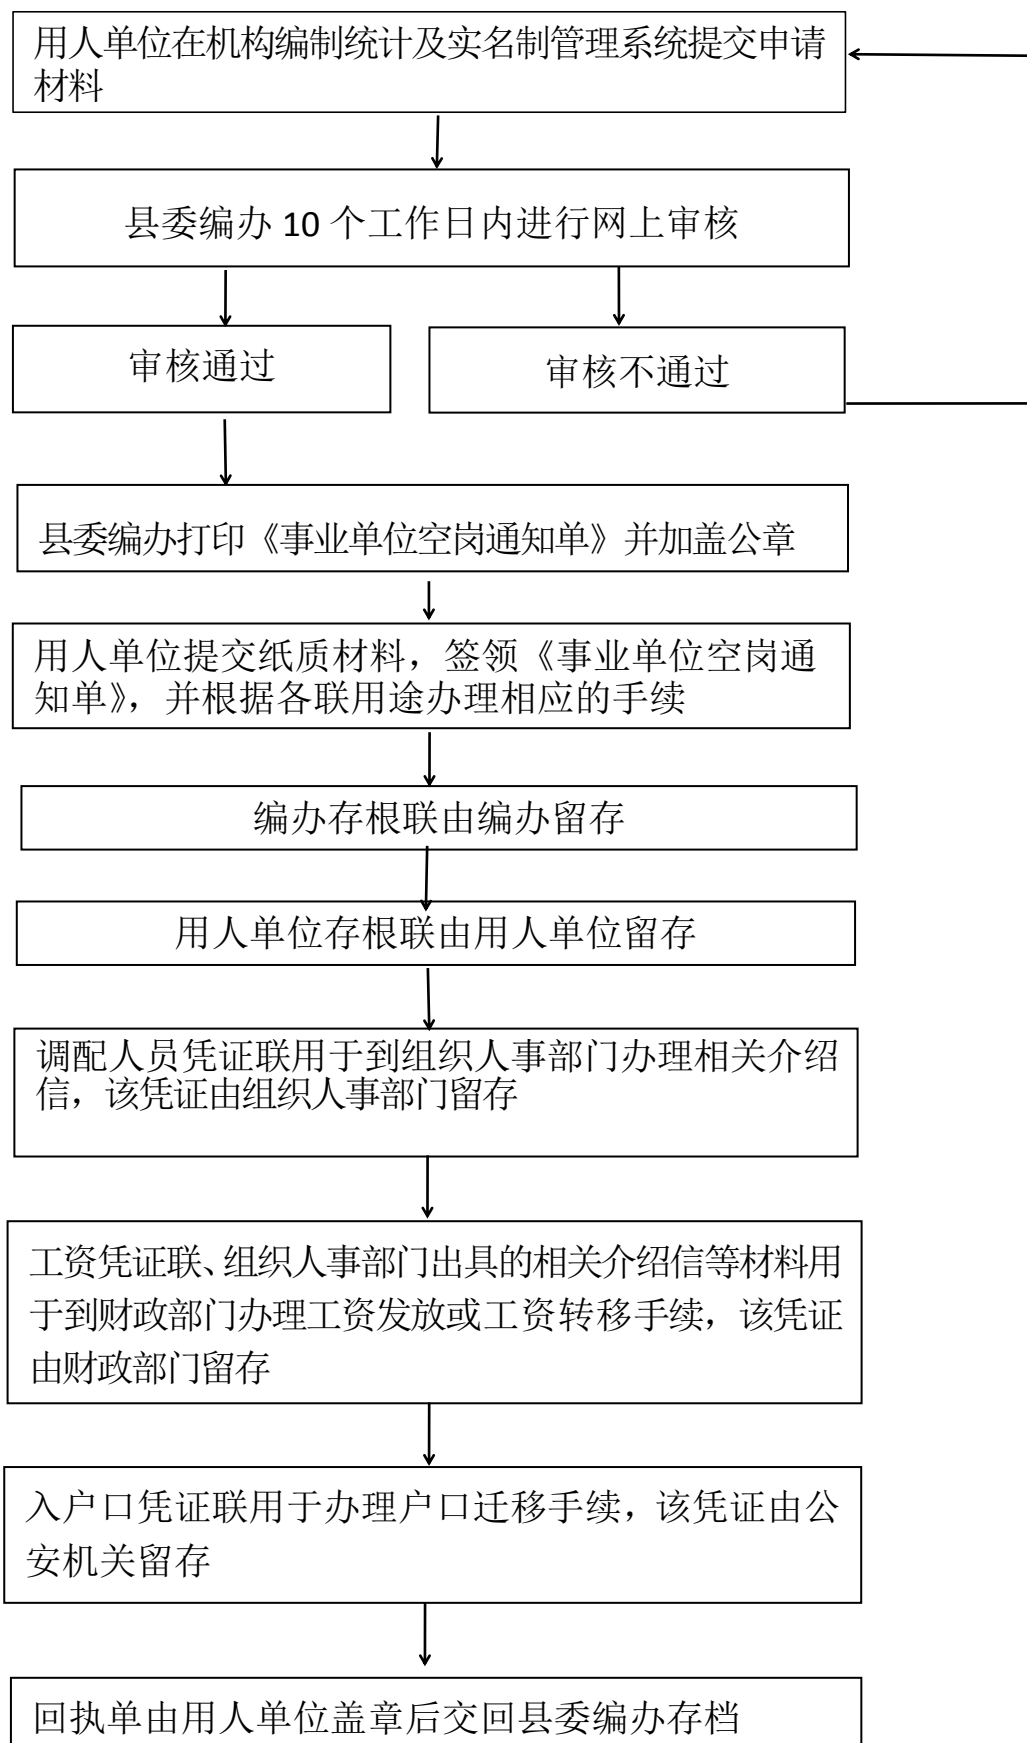 用人单位在机构编制统计及实名制管理系统提交申请
材料
县委编办 10 个工作日内进行网上审核
审核通过
审核不通过
县委编办打印《事业单位空岗通知单》并加盖公章
用人单位提交纸质材料，签领《事业单位空岗通
知单》，并根据各联用途办理相应的手续
编办存根联由编办留存
用人单位存根联由用人单位留存
调配人员凭证联用于到组织人事部门办理相关介绍
信，该凭证由组织人事部门留存
工资凭证联、组织人事部门出具的相关介绍信等材料用
于到财政部门办理工资发放或工资转移手续，该凭证
由财政部门留存
入户口凭证联用于办理户口迁移手续，该凭证由公
安机关留存
回执单由用人单位盖章后交回县委编办存档